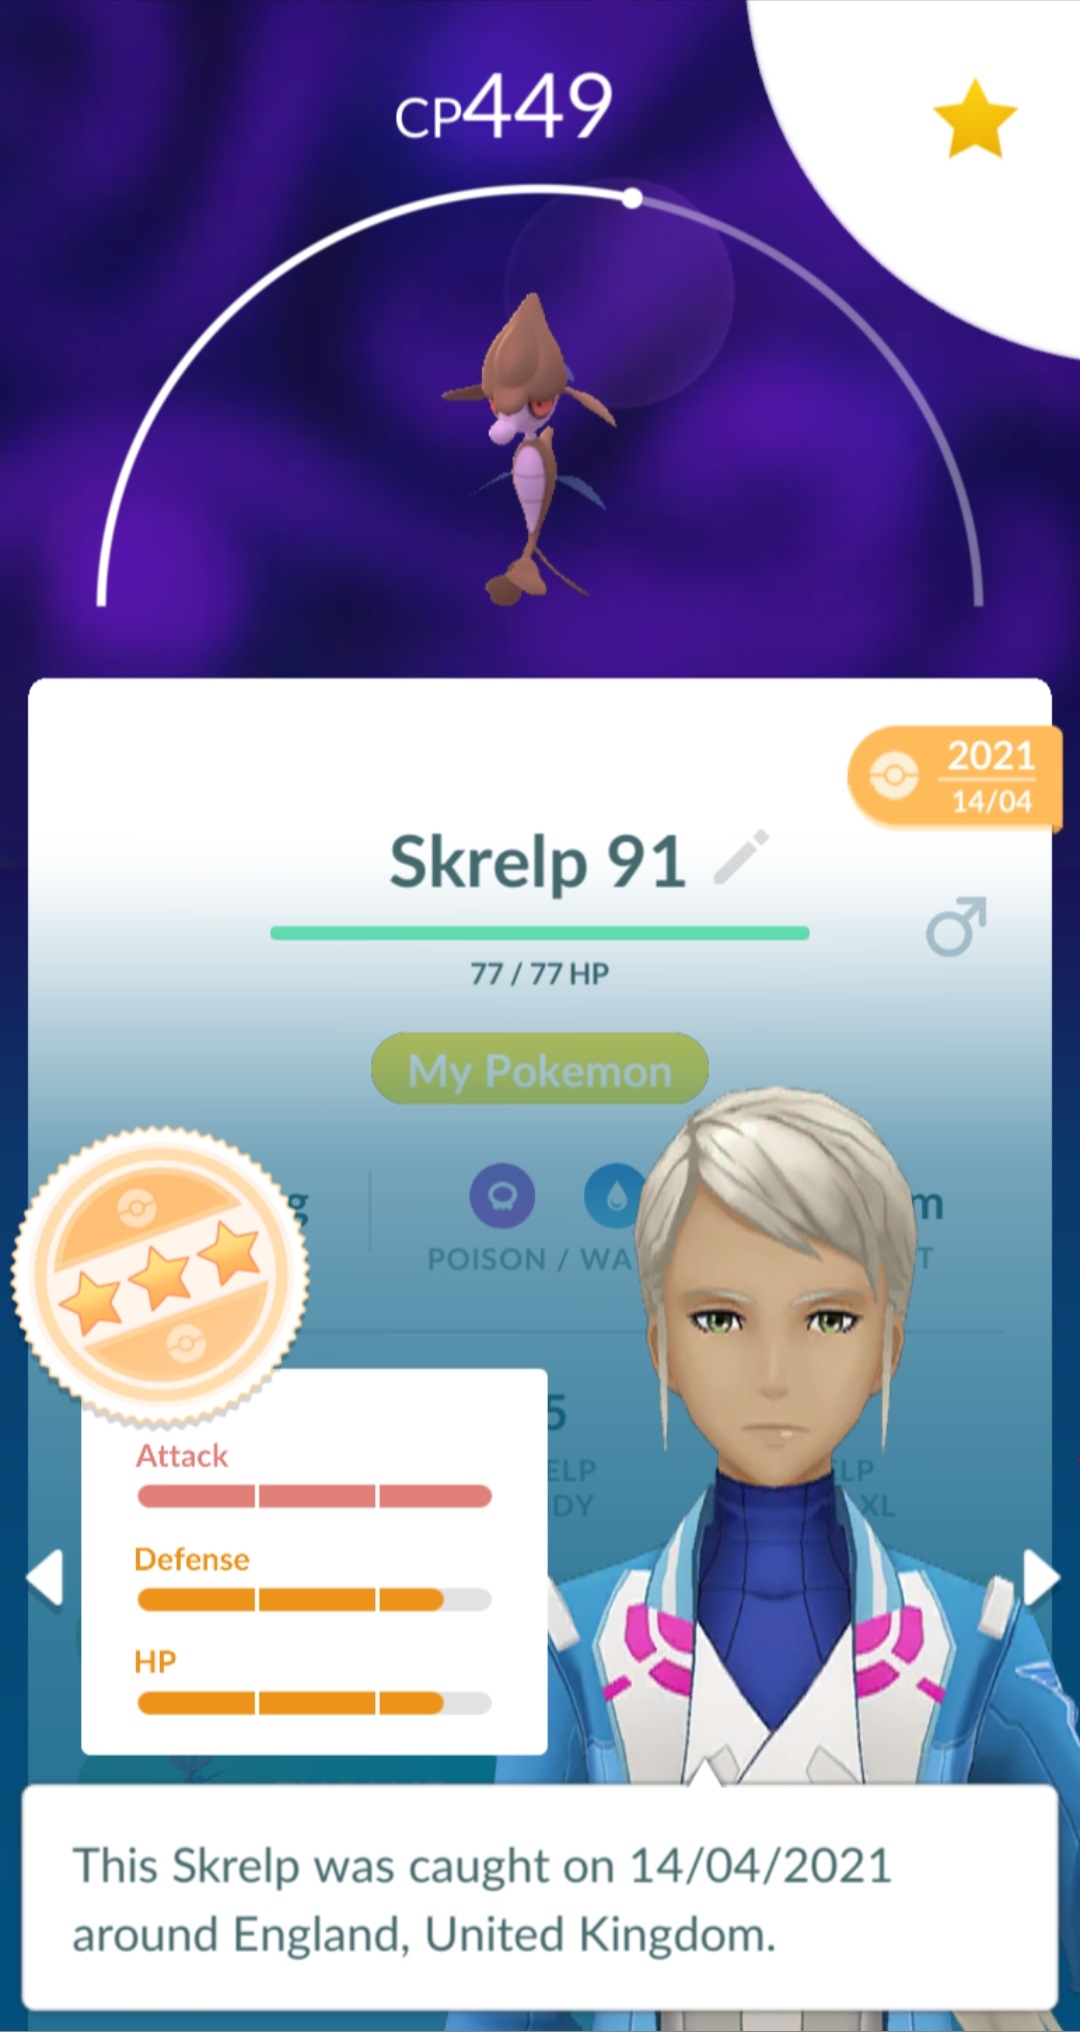 CP449
2021
14/04
Skrelp 91
77 / 77 HP
My Pokemon
g
m
POISON / WA
T
5
ELP
LP
DY
XL
Attack
Defense
HP
This Skrelp was caught on 14/04/2021
around England, United Kingdom.